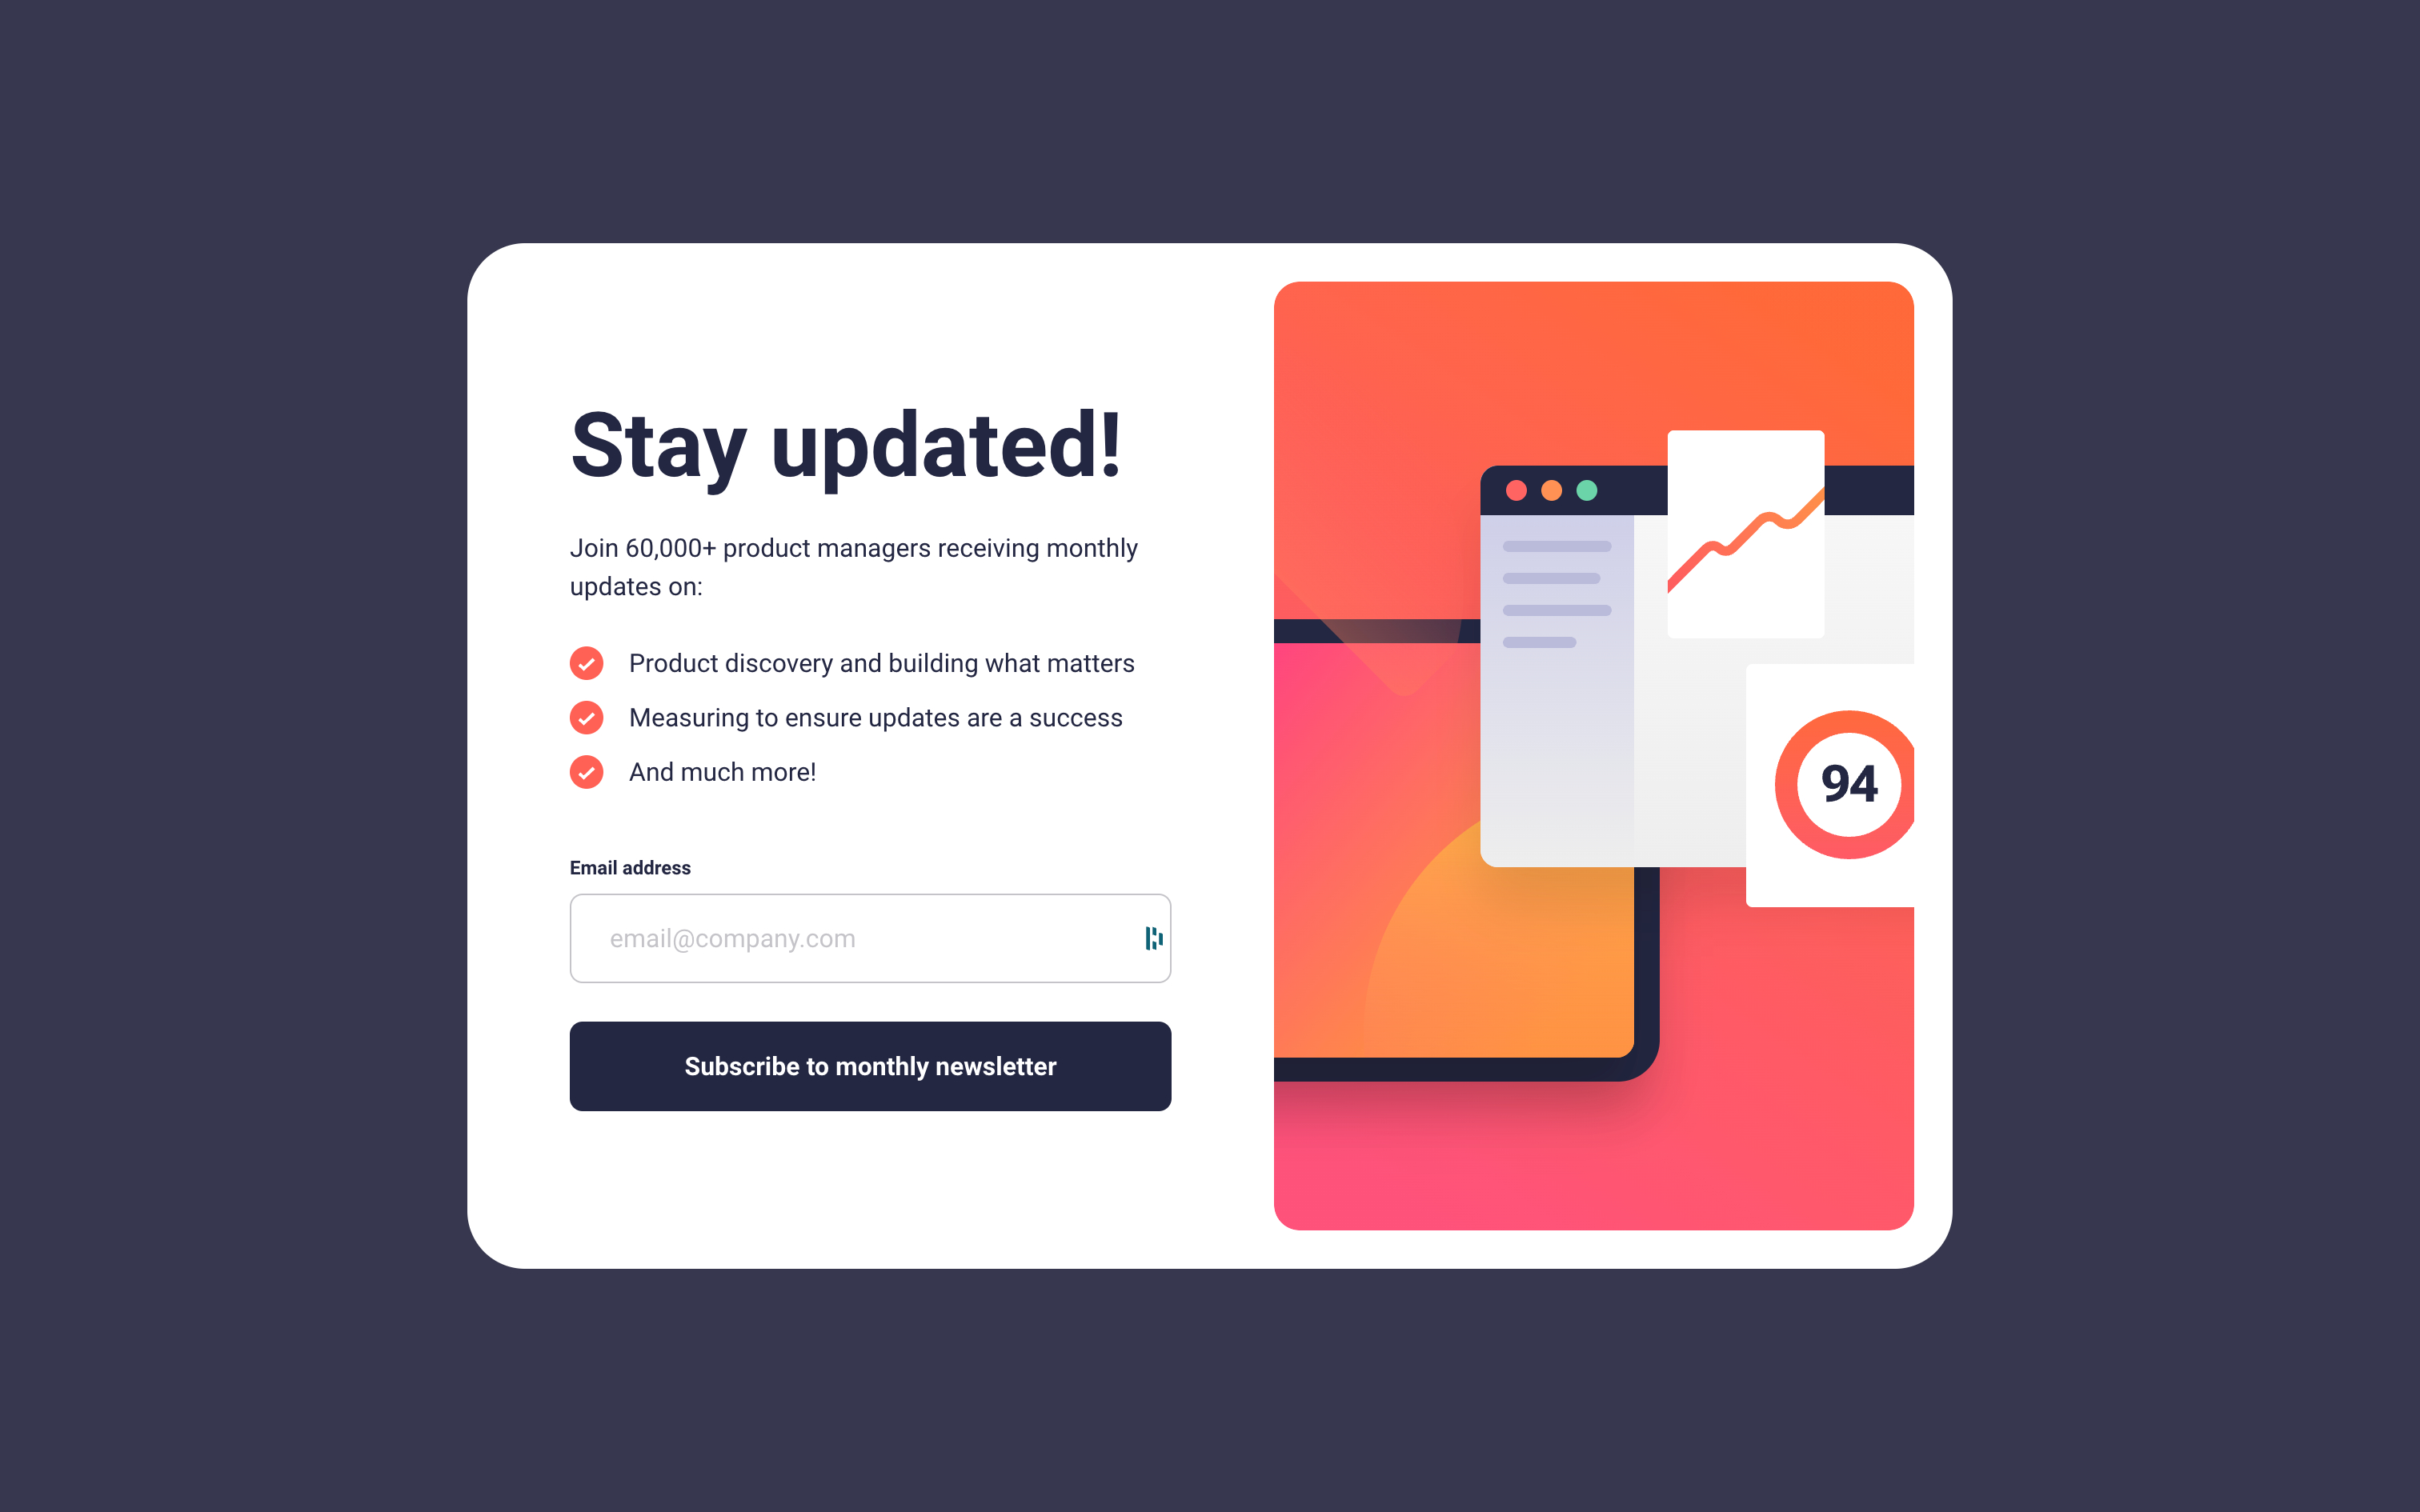 Stay updated!
Join 60,000+ product managers receiving monthly
updates on:
Product discovery and building what matters
Measuring to ensure updates are a success
And much more!
Email address
email@company.com
Subscribe to monthly newsletter
94